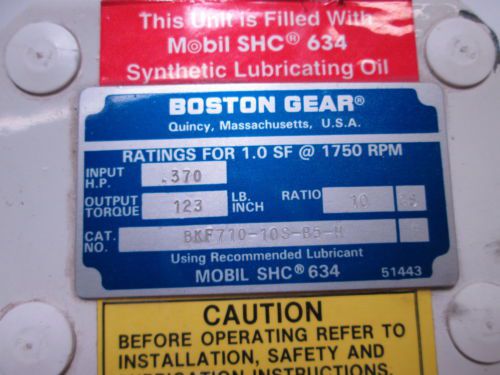 This Unit is Filled With
Mobil SHC® 634
Synthetic Lubricating Oil
BOSTON GEAR®
Quincy, Massachusetts, U.S.A.
RATINGS FOR 1.0 SF @ 1750 RPM
INPUT H.P. .370
OUTPUT TORQUE 123 LB. INCH RATIO 10
CAT. NO. BKF710-10S-B5-H
Using Recommended Lubricant
MOBIL SHC® 634 51443
CAUTION
BEFORE OPERATING REFER TO
INSTALLATION, SAFETY AND
LUBRICATION INSTRUCTIONS.